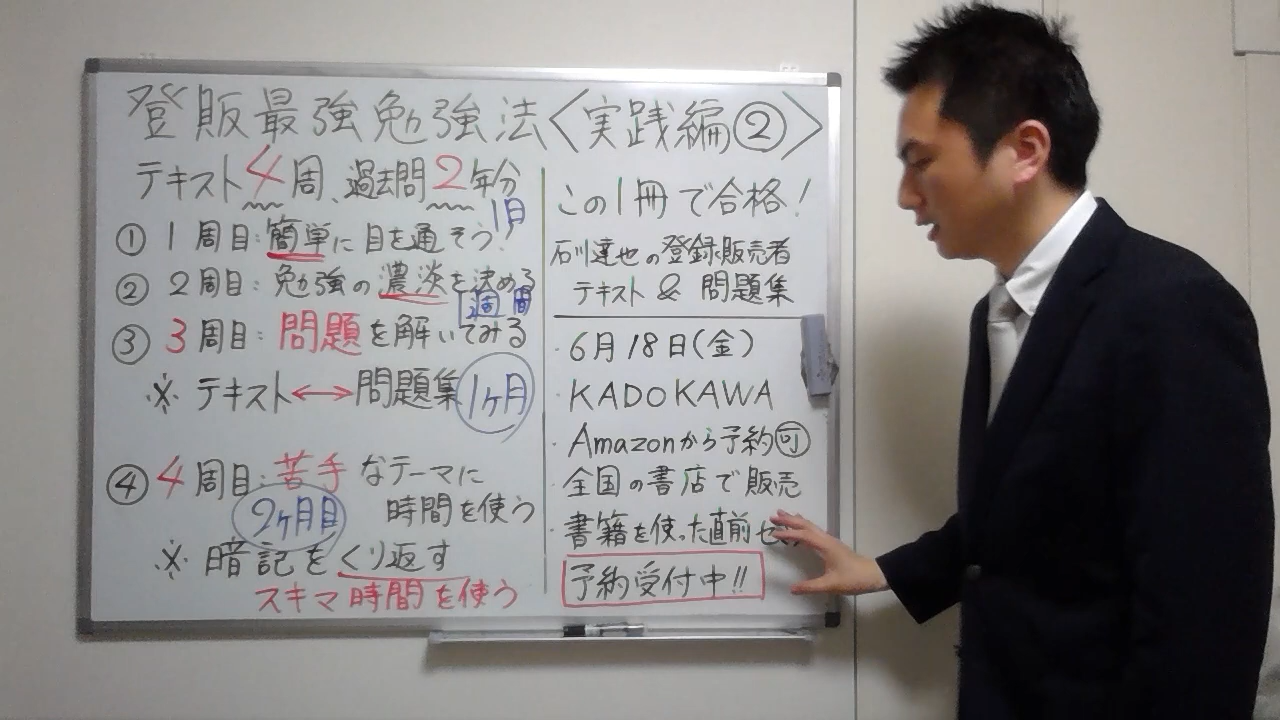 登販最強勉強法〈実践編②〉
テキスト4周、過去問2年分
① 1周目:簡単に目を通そう!
1日
② 2周目:勉強の濃淡を決める
1週間
③ 3周目:問題を解いてみる
※ テキスト↔問題集
1ヶ月
④ 4周目:苦手なテーマに
時間を使う
2ヶ月目
※ 暗記をくり返す
スキマ時間を使う
この1冊で合格!
石川達也の登録販売者
テキスト & 問題集
・6月18日(金)
・KADOKAWA
・Amazonから予約可
・全国の書店で販売
・書籍を使った直前
予約受付中!!